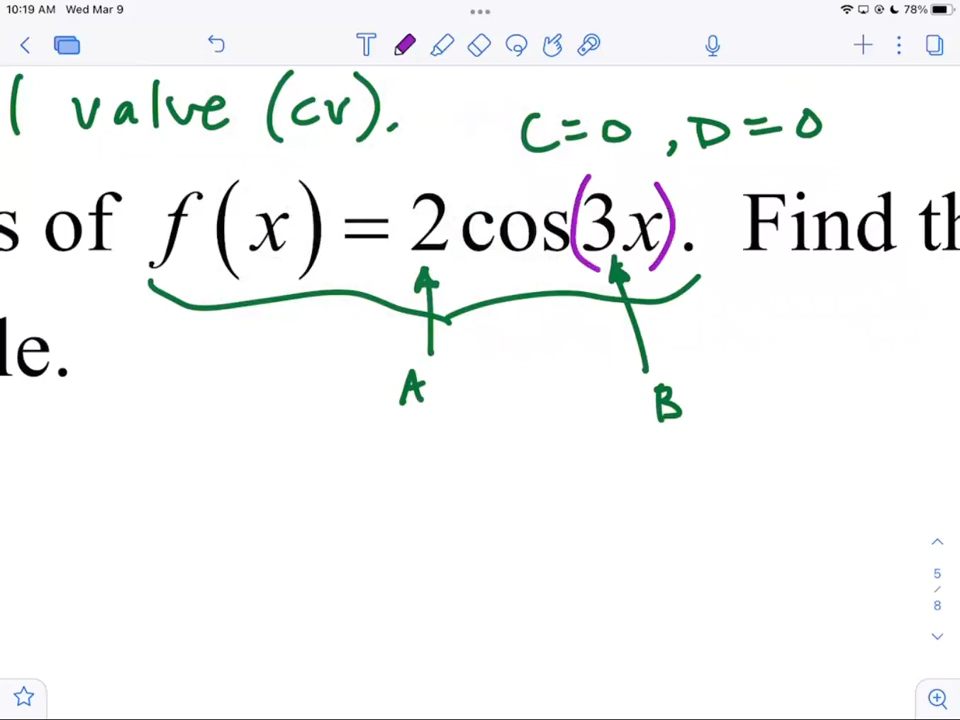 10:19 AM Wed Mar 9 78%
value (cv).
C=0, D=0
s of f(x) = 2cos(3x). Find th
le.
A
B
5
/
8